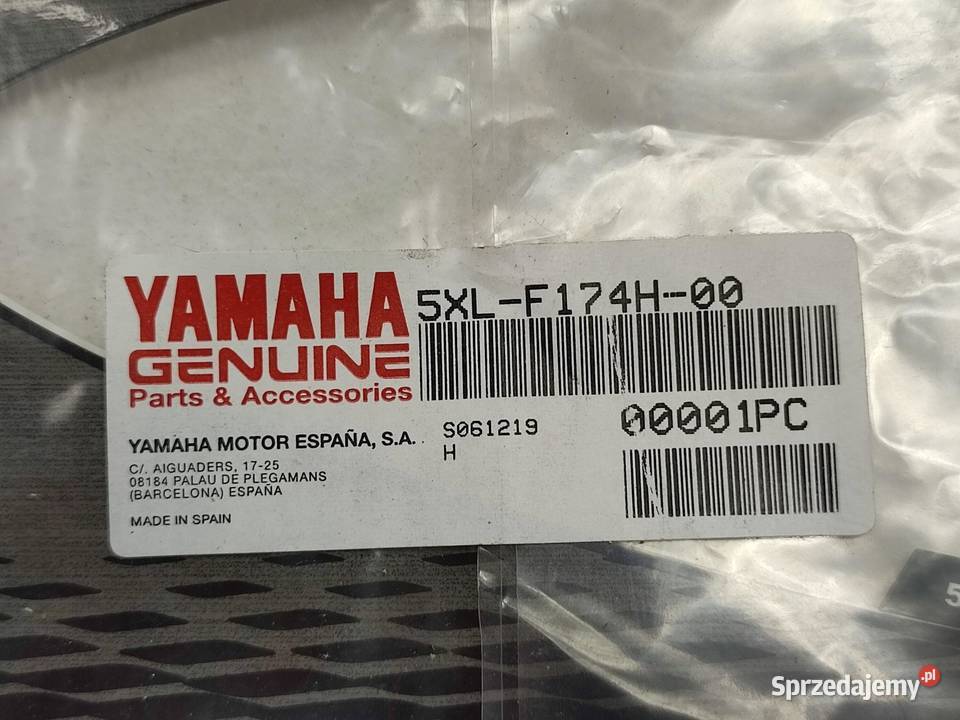 YAMAHA
GENUINE
Parts & Accessories
5XL-F174H-00
YAMAHA MOTOR ESPAÑA, S.A.
S061219
H
00001PC
C/. AIGUADERS, 17-25
08184 PALAU DE PLEGAMANS
(BARCELONA) ESPAÑA
MADE IN SPAIN
5
Sprzedajemy.pl